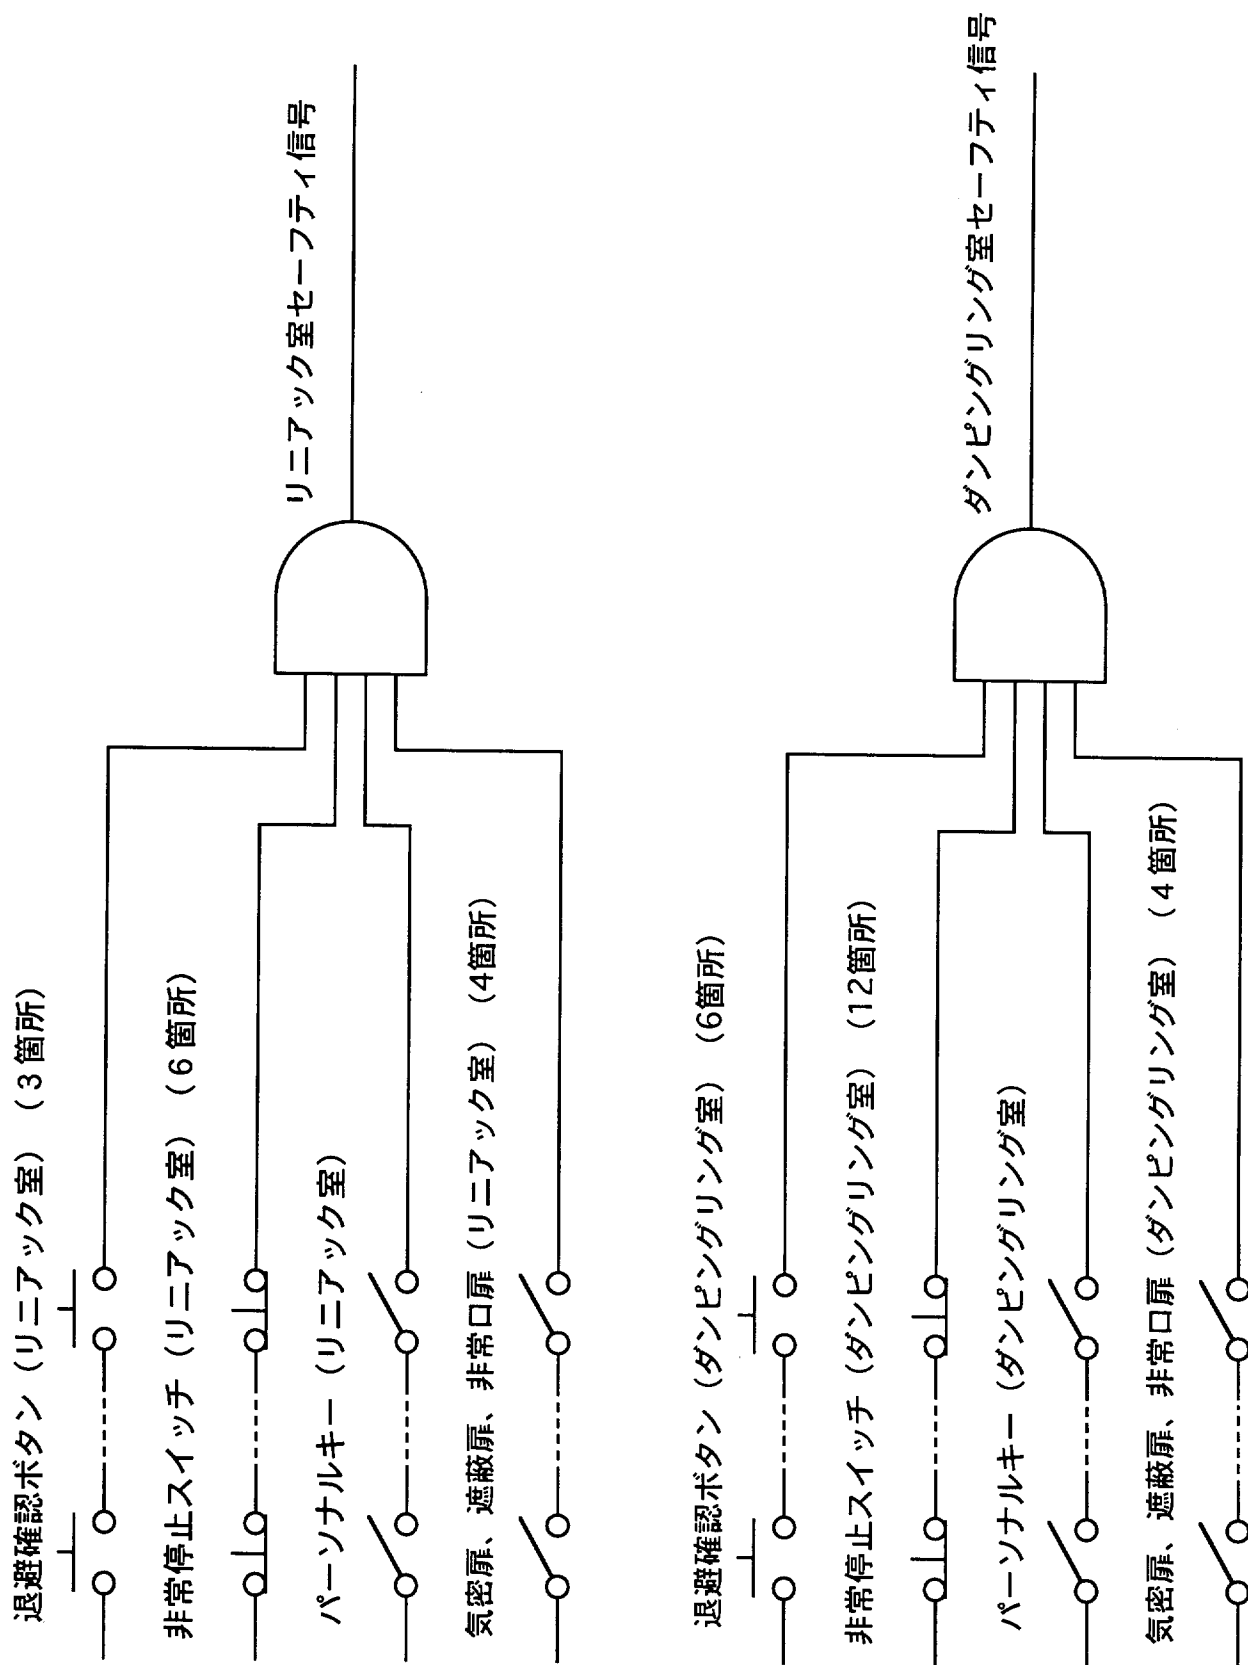 退避確認ボタン（リニアック室）（３箇所）
非常停止スイッチ（リニアック室）（６箇所）
パーソナルキー（リニアック室）
気密扉、遮蔽扉、非常口扉（リニアック室）（4箇所）
リニアック室セーフティ信号
退避確認ボタン（ダンピングリング室）（6箇所）
非常停止スイッチ（ダンピングリング室）（12箇所）
パーソナルキー（ダンピングリング室）
気密扉、遮蔽扉、非常口扉（ダンピングリング室）（４箇所）
ダンピングリング室セーフティ信号